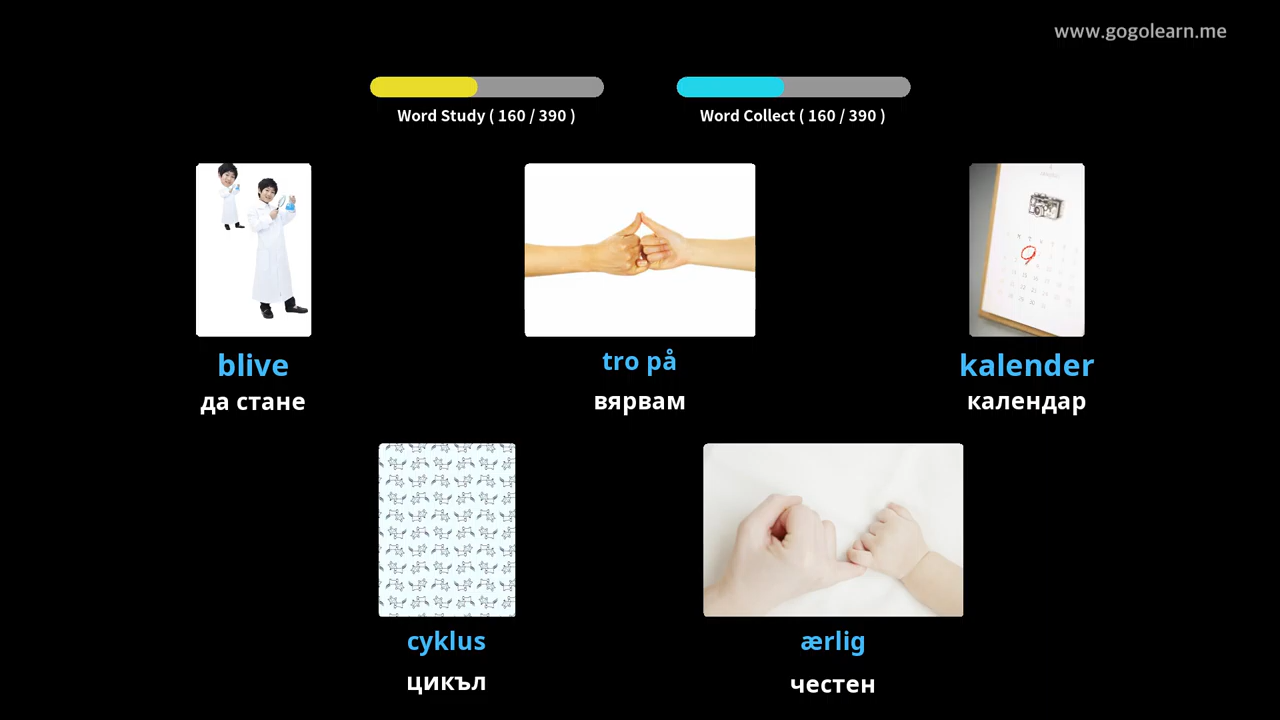 www.gogolearn.me
Word Study ( 160 / 390 )
Word Collect ( 160 / 390 )
blive
да стане
tro på
вярвам
kalender
календар
cyklus
цикъл
ærlig
честен